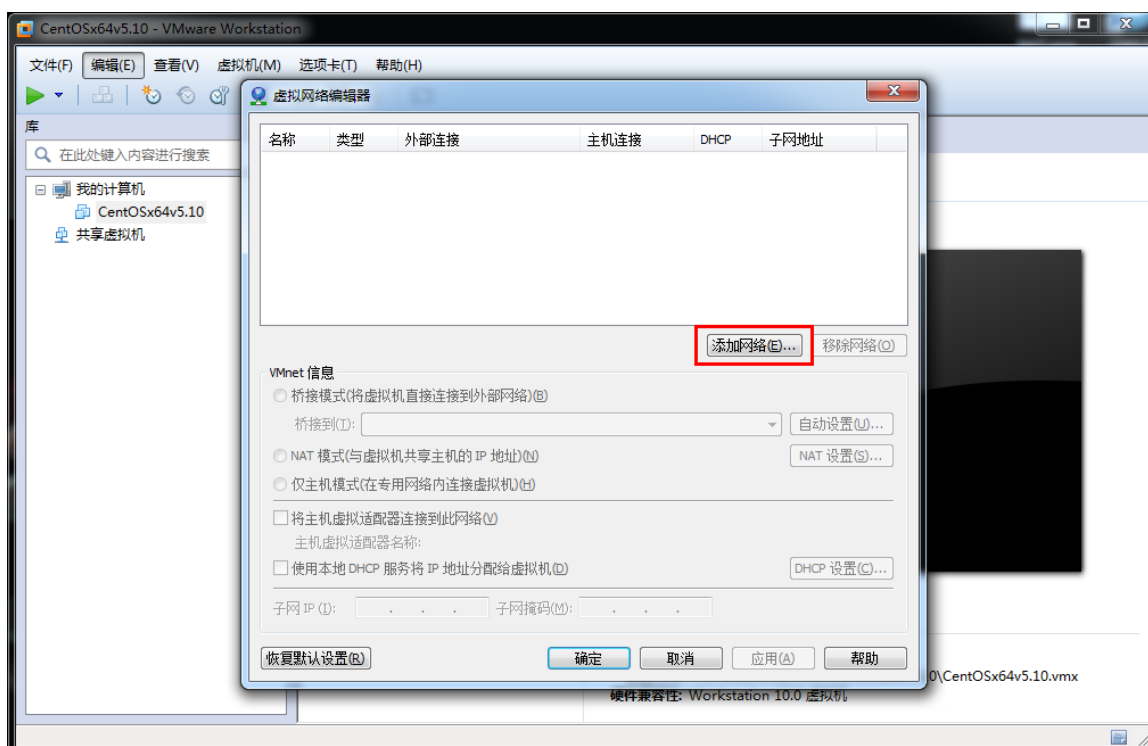 CentOSx64v5.10 - VMware Workstation
文件(F) 编辑(E) 查看(V) 虚拟机(M) 选项卡(T) 帮助(H)
虚拟网络编辑器
库
在此处键入内容进行搜索
我的计算机
CentOSx64v5.10
共享虚拟机
名称 类型 外部连接 主机连接 DHCP 子网地址
添加网络(E)... 移除网络(O)
VMnet 信息
桥接模式(将虚拟机直接连接到外部网络)(B)
桥接到(T): 自动设置(U)...
NAT 模式(与虚拟机共享主机的 IP 地址)(N) NAT 设置(S)...
仅主机模式(在专用网络内连接虚拟机)(H)
将主机虚拟适配器连接到此网络(V)
主机虚拟适配器名称:
使用本地 DHCP 服务将 IP 地址分配给虚拟机(D) DHCP 设置(C)...
子网 IP (I): . . . 子网掩码(M): . . .
恢复默认设置(R) 确定 取消 应用(A) 帮助
0\CentOSx64v5.10.vmx
硬件兼容性: Workstation 10.0 虚拟机